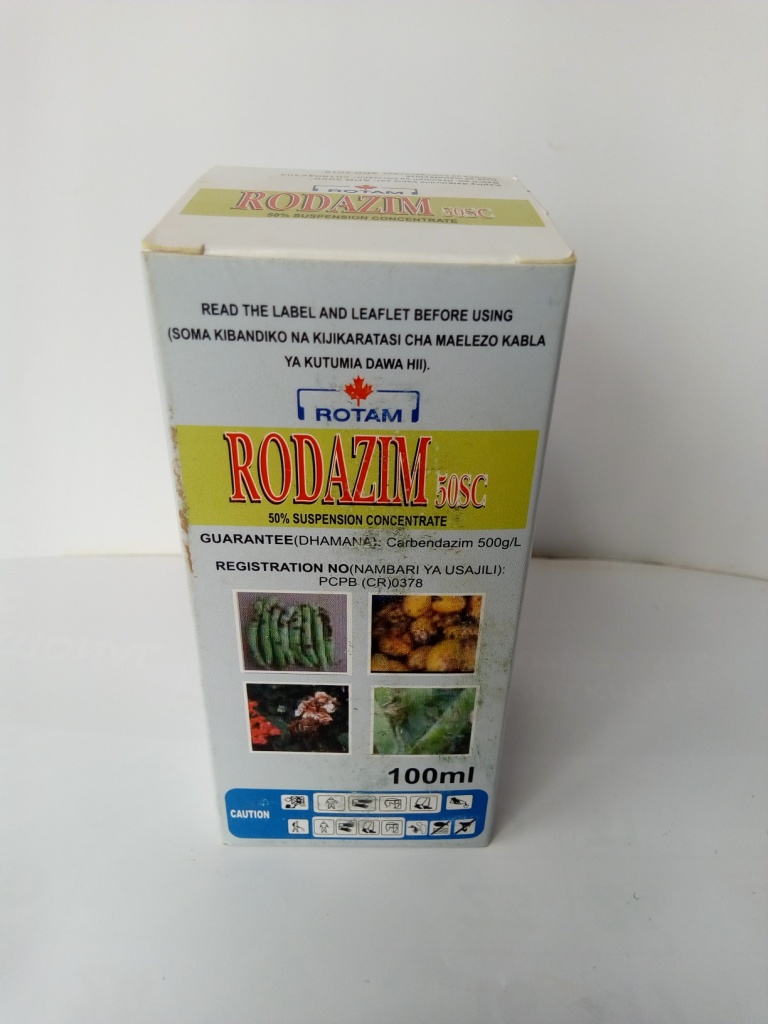 ROTAM
RODAZIM 50SC
50% SUSPENSION CONCENTRATE
READ THE LABEL AND LEAFLET BEFORE USING
(SOMA KIBANDIKO NA KIJIKARATASI CHA MAELEZO KABLA
YA KUTUMIA DAWA HII).
ROTAM
RODAZIM 50SC
50% SUSPENSION CONCENTRATE
GUARANTEE(DHAMANA): Carbendazim 500g/L
REGISTRATION NO(NAMBARI YA USAJILI):
PCPB (CR)0378
100ml
CAUTION